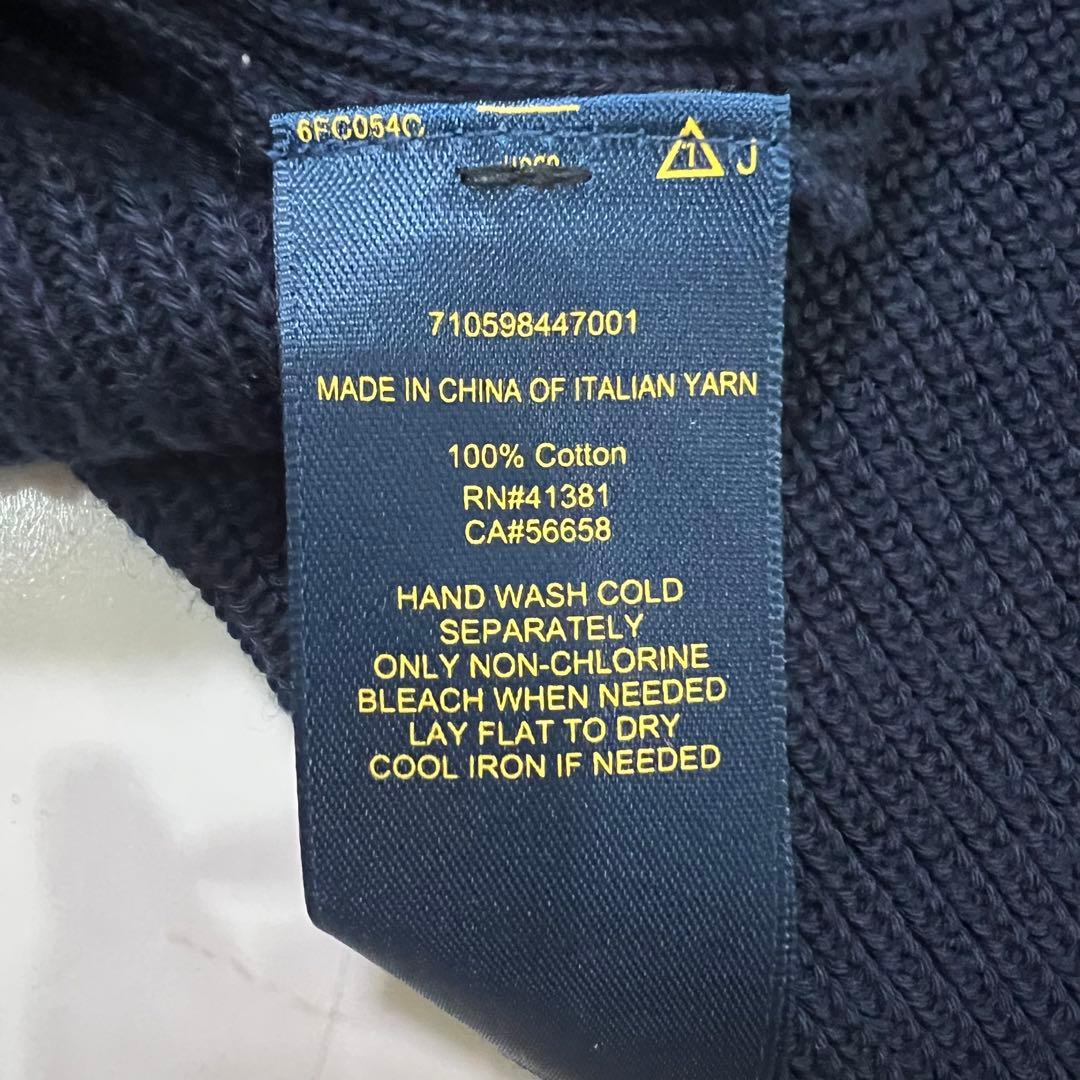 6FC054C
1 J
710598447001
MADE IN CHINA OF ITALIAN YARN
100% Cotton
RN#41381
CA#56658
HAND WASH COLD
SEPARATELY
ONLY NON-CHLORINE
BLEACH WHEN NEEDED
LAY FLAT TO DRY
COOL IRON IF NEEDED